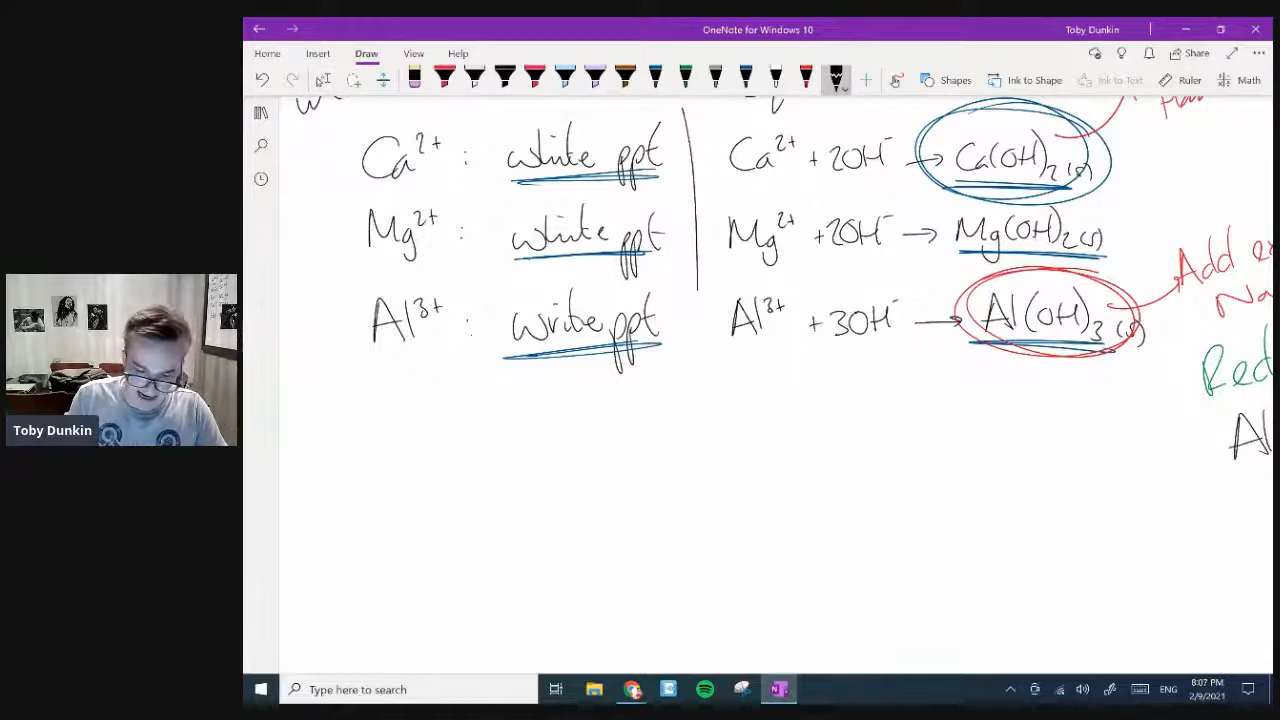 OneNote for Windows 10
Toby Dunkin
Home Insert Draw View Help
Share
Shapes
Ink to Shape
Ink to Text
Ruler
Math
Ca²⁺ : white ppt
Ca²⁺ + 2OH⁻ → Ca(OH)₂(s)
Mg²⁺ : white ppt
Mg²⁺ + 2OH⁻ → Mg(OH)₂(s)
Add
Al³⁺ : write ppt
Al³⁺ + 3OH⁻ → Al(OH)₃(s)
Red
Al
Toby Dunkin
Type here to search
ENG
8:07 PM
2/9/2021